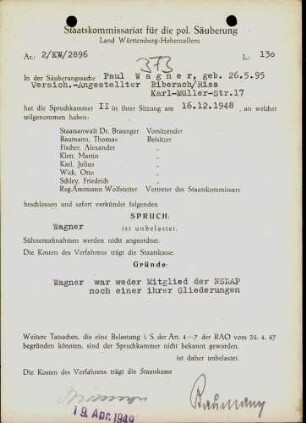 Staatskommissariat für die pol. Säuberung
Land Württemberg-Hohenzollern
Az.: 2/KW/2896
L: 130
373
In der Säuberungssache Paul Wagner, geb. 26.5.95
Versich.-Angestellter Biberach/Riss
Karl-Müller-Str.17
hat die Spruchkammer II in ihrer Sitzung am 16.12.1948, an welcher
teilgenommen haben:
Staatsanwalt Dr. Braunger Vorsitzender
Baumann, Thomas Beisitzer
Fischer, Alexander "
Klen, Martin "
Karl, Julius "
Wick, Otto "
Schley, Friedrich "
Reg.Amtmann Wolfstetter Vertreter des Staatskommissars
beschlossen und sofort verkündet folgenden
SPRUCH:
Wagner
ist unbelastet.
Sühnemaßnahmen werden nicht angeordnet.
Die Kosten des Verfahrens trägt die Staatskasse.
Gründe:
Wagner war weder Mitglied der NSDAP
noch einer ihrer Gliederungen
Weitere Tatsachen, die eine Belastung i. S. der Art. 4—7 der RAO vom 25. 4. 47
begründen könnten, sind der Spruchkammer nicht bekannt geworden.
ist daher unbelastet.
Die Kosten des Verfahrens trägt die Staatskasse
19. Apr. 1949
Baumann